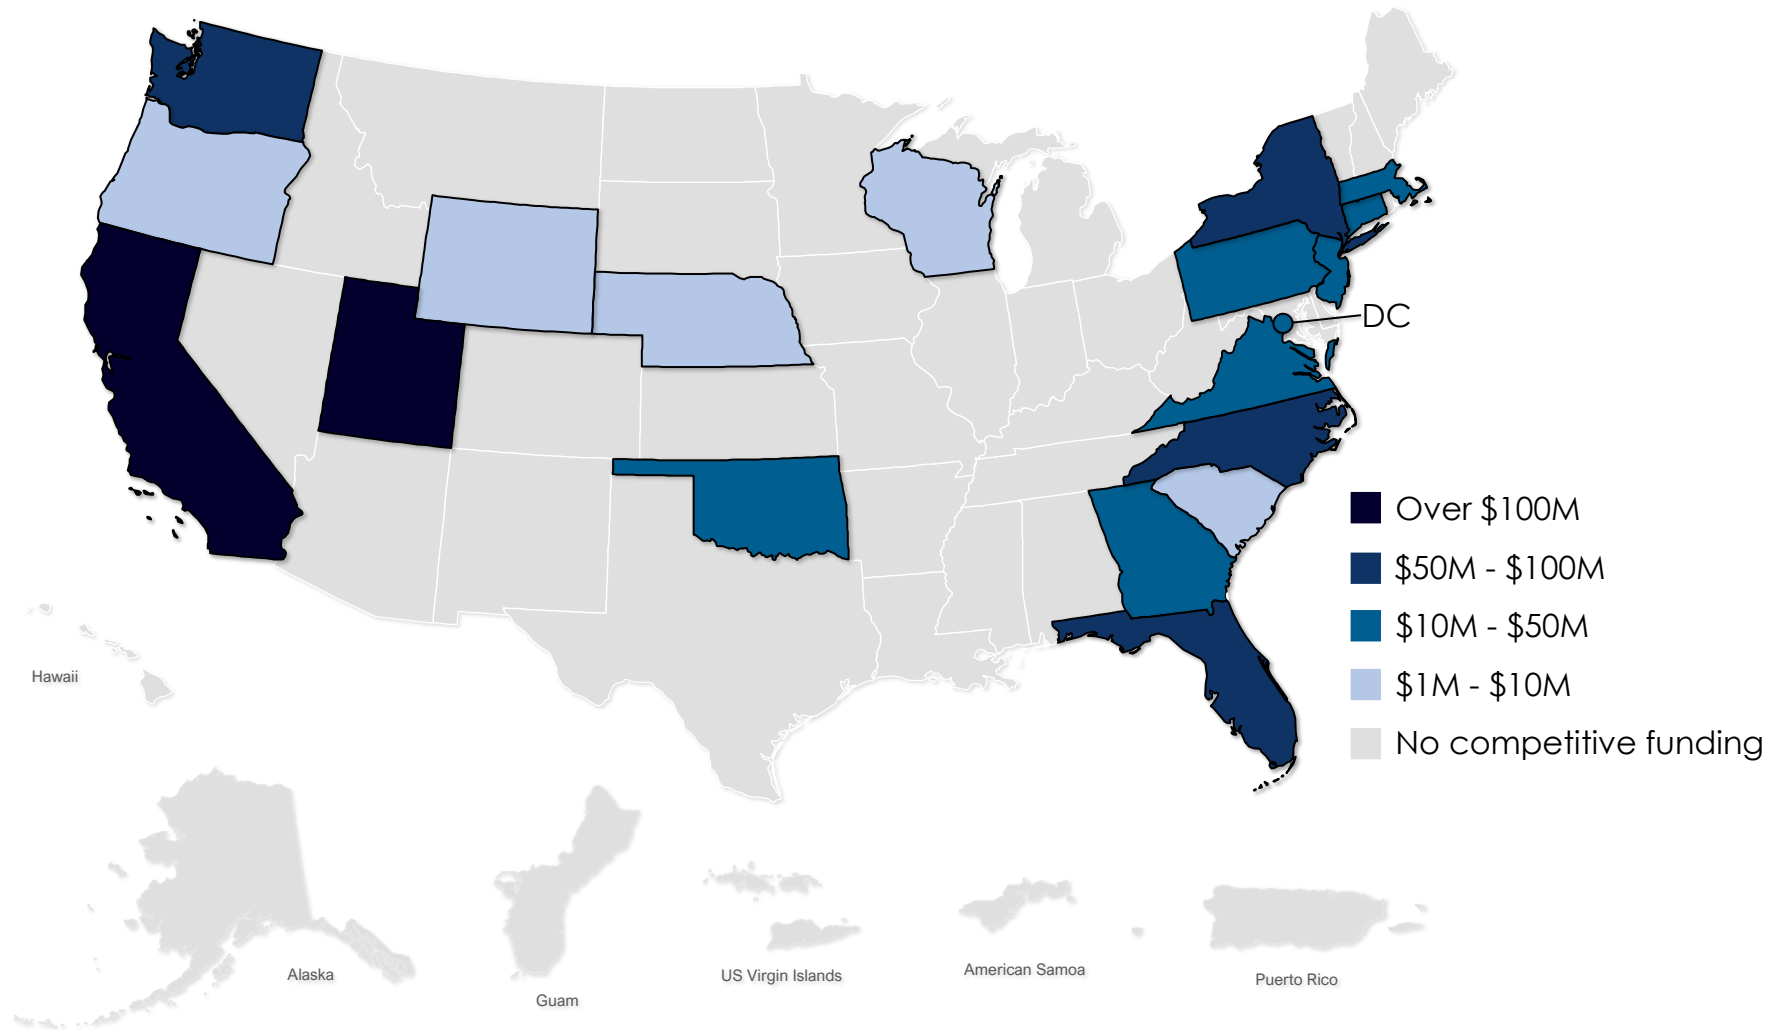 DC
Over $100M
$50M - $100M
$10M - $50M
$1M - $10M
No competitive funding
Hawaii
Alaska
Guam
US Virgin Islands
American Samoa
Puerto Rico